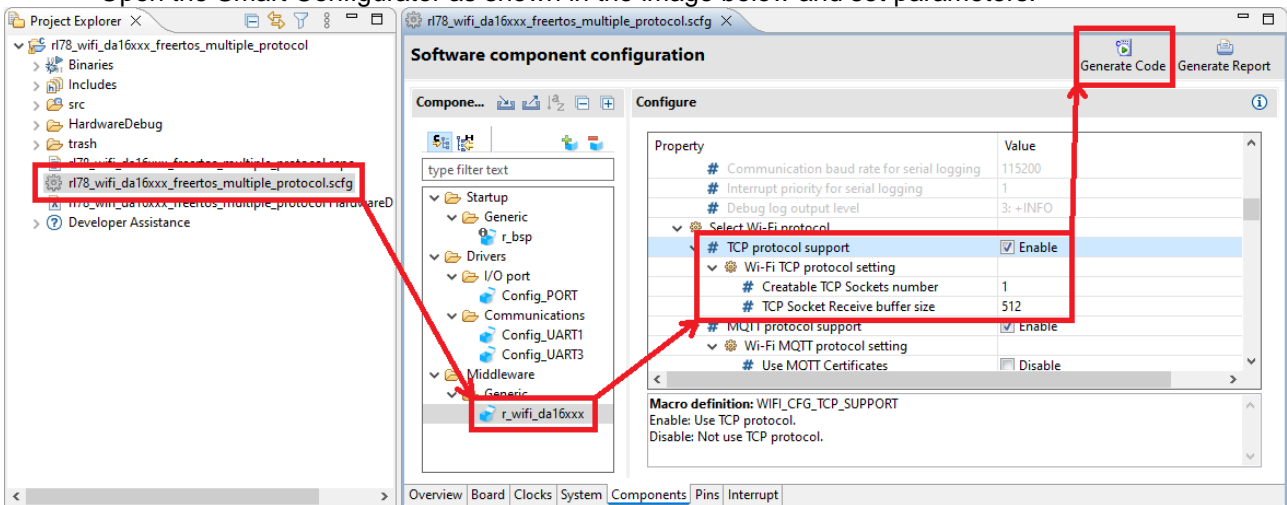 Open the Smart Configurator as shown in the image below and set parameters.
Project Explorer
rl78_wifi_da16xxx_freertos_multiple_protocol
Binaries
Includes
src
HardwareDebug
trash
rl78_wifi_da16xxx_freertos_multiple_protocol.rcpc
rl78_wifi_da16xxx_freertos_multiple_protocol.scfg
rl78_wifi_da16xxx_freertos_multiple_protocol HardwareD
Developer Assistance
rl78_wifi_da16xxx_freertos_multiple_protocol.scfg
Software component configuration
Generate Code
Generate Report
Compone...
type filter text
Startup
Generic
r_bsp
Drivers
I/O port
Config_PORT
Communications
Config_UART1
Config_UART3
Middleware
Generic
r_wifi_da16xxx
Configure
Property Value
# Communication baud rate for serial logging 115200
# Interrupt priority for serial logging 1
# Debug log output level 3: +INFO
Select Wi-Fi protocol
# TCP protocol support Enable
Wi-Fi TCP protocol setting
# Creatable TCP Sockets number 1
# TCP Socket Receive buffer size 512
# MQTT protocol support Enable
Wi-Fi MQTT protocol setting
# Use MQTT Certificates Disable
Macro definition: WIFI_CFG_TCP_SUPPORT
Enable: Use TCP protocol.
Disable: Not use TCP protocol.
Overview Board Clocks System Components Pins Interrupt